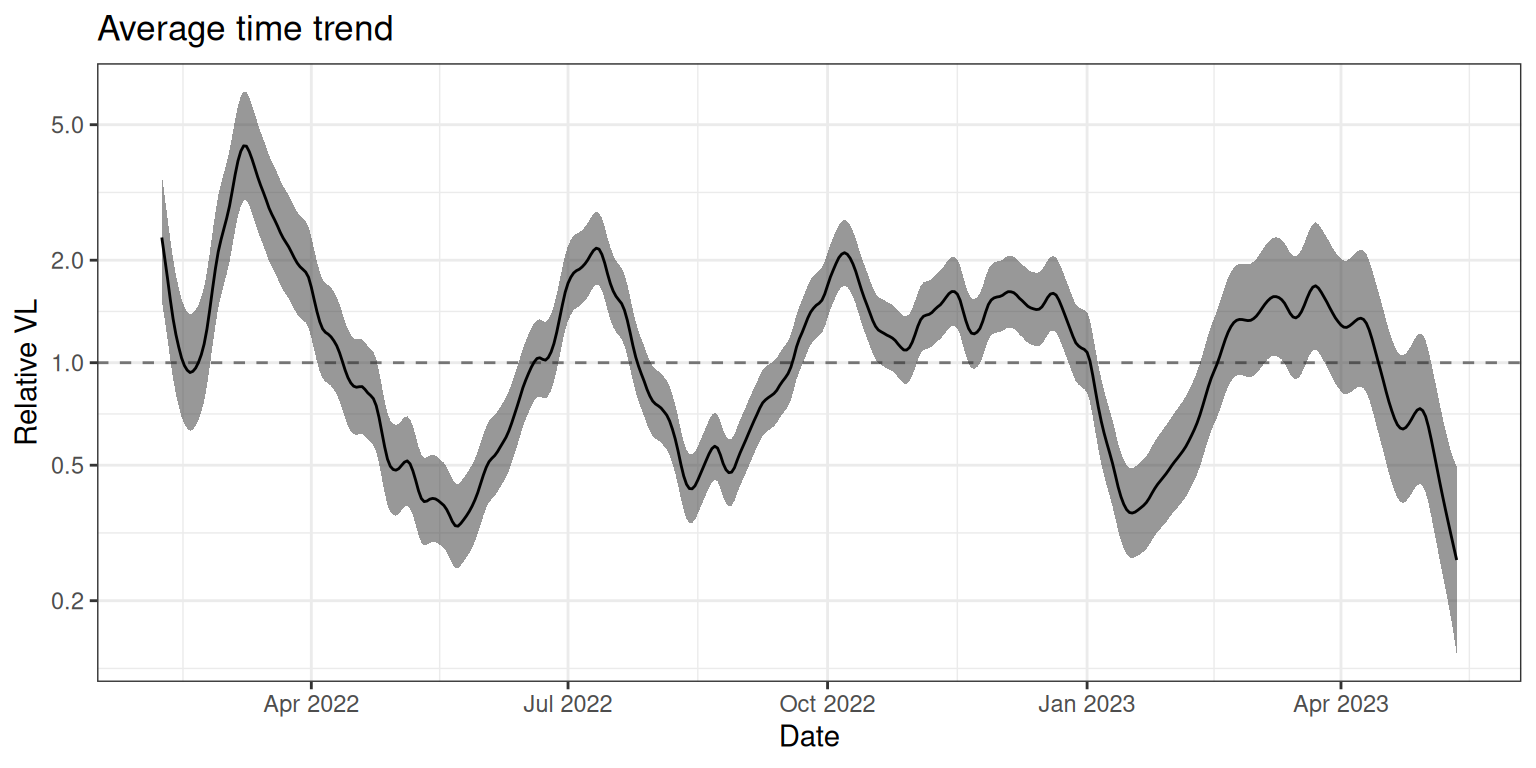 Average time trend
Relative VL
5.0
2.0
1.0
0.5
0.2
Apr 2022 Jul 2022 Oct 2022 Jan 2023 Apr 2023
Date